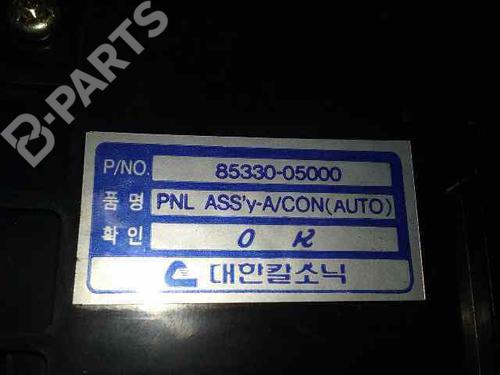 B-PARTS
P/NO. 85330-05000
품 명 PNL ASS'y-A/CON(AUTO)
확 인 O K
대한칼소닉